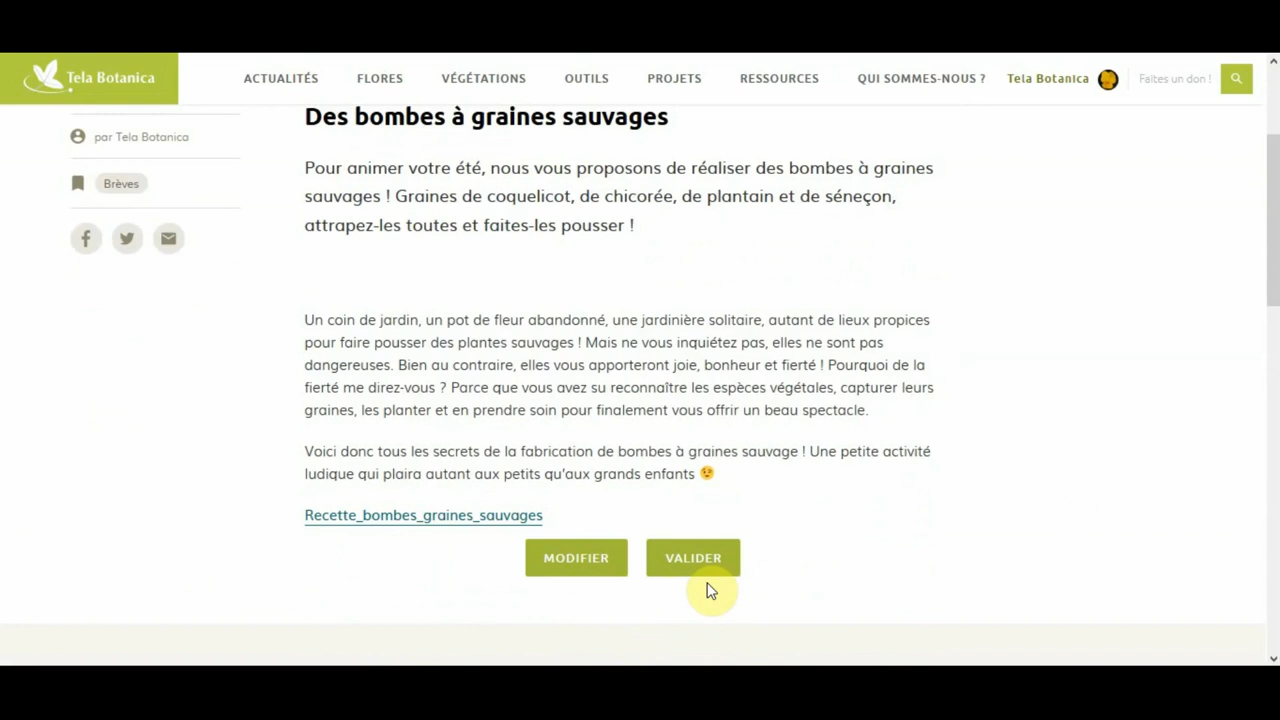 Tela Botanica
ACTUALITÉS FLORES VÉGÉTATIONS OUTILS PROJETS RESSOURCES QUI SOMMES-NOUS ? Tela Botanica Faites un don !
Des bombes à graines sauvages
par Tela Botanica
Brèves
Pour animer votre été, nous vous proposons de réaliser des bombes à graines
sauvages ! Graines de coquelicot, de chicorée, de plantain et de séneçon,
attrapez-les toutes et faites-les pousser !
Un coin de jardin, un pot de fleur abandonné, une jardinière solitaire, autant de lieux propices
pour faire pousser des plantes sauvages ! Mais ne vous inquiétez pas, elles ne sont pas
dangereuses. Bien au contraire, elles vous apporteront joie, bonheur et fierté ! Pourquoi de la
fierté me direz-vous ? Parce que vous avez su reconnaître les espèces végétales, capturer leurs
graines, les planter et en prendre soin pour finalement vous offrir un beau spectacle.
Voici donc tous les secrets de la fabrication de bombes à graines sauvage ! Une petite activité
ludique qui plaira autant aux petits qu'aux grands enfants 😉
Recette_bombes_graines_sauvages
MODIFIER VALIDER